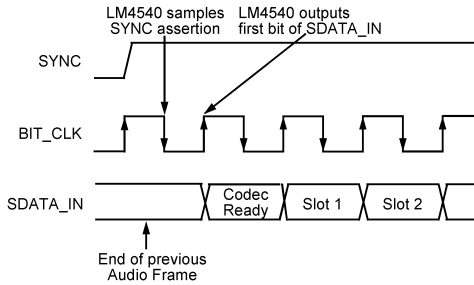 LM4540 samples
SYNC assertion
LM4540 outputs
first bit of SDATA_IN
SYNC
BIT_CLK
SDATA_IN
Codec
Ready
Slot 1
Slot 2
End of previous
Audio Frame